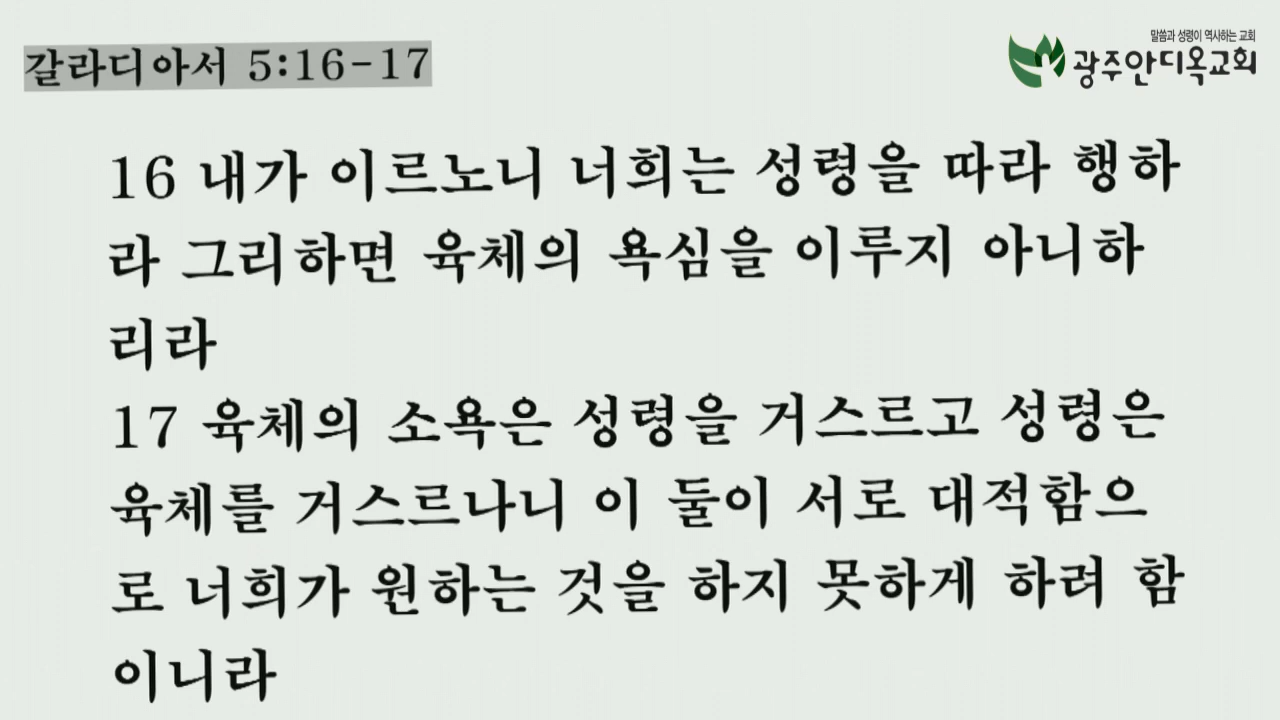 갈라디아서 5:16-17
말씀과 성령이 역사하는 교회
광주안디옥교회
16 내가 이르노니 너희는 성령을 따라 행하
라 그리하면 육체의 욕심을 이루지 아니하
리라
17 육체의 소욕은 성령을 거스르고 성령은
육체를 거스르나니 이 둘이 서로 대적함으
로 너희가 원하는 것을 하지 못하게 하려 함
이니라